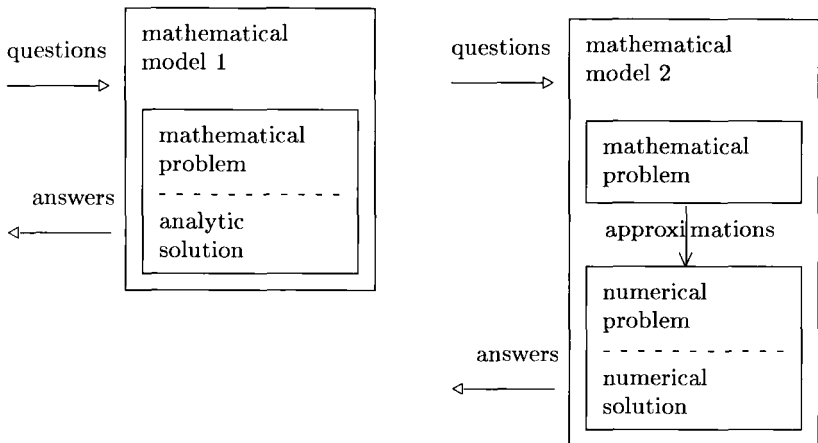 questions
mathematical
model 1
mathematical
problem
analytic
solution
answers
questions
mathematical
model 2
mathematical
problem
approximations
numerical
problem
numerical
solution
answers